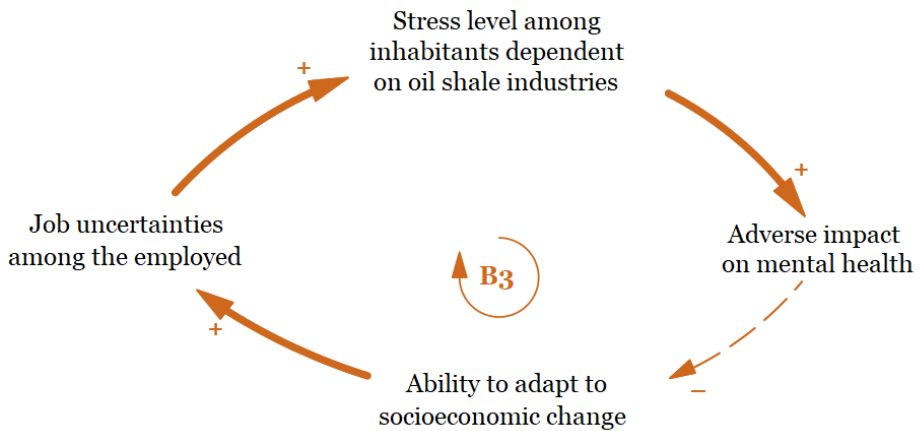 Stress level among
inhabitants dependent
on oil shale industries
+
+
Job uncertainties
among the employed
Adverse impact
on mental health
B3
+
Ability to adapt to
socioeconomic change
−